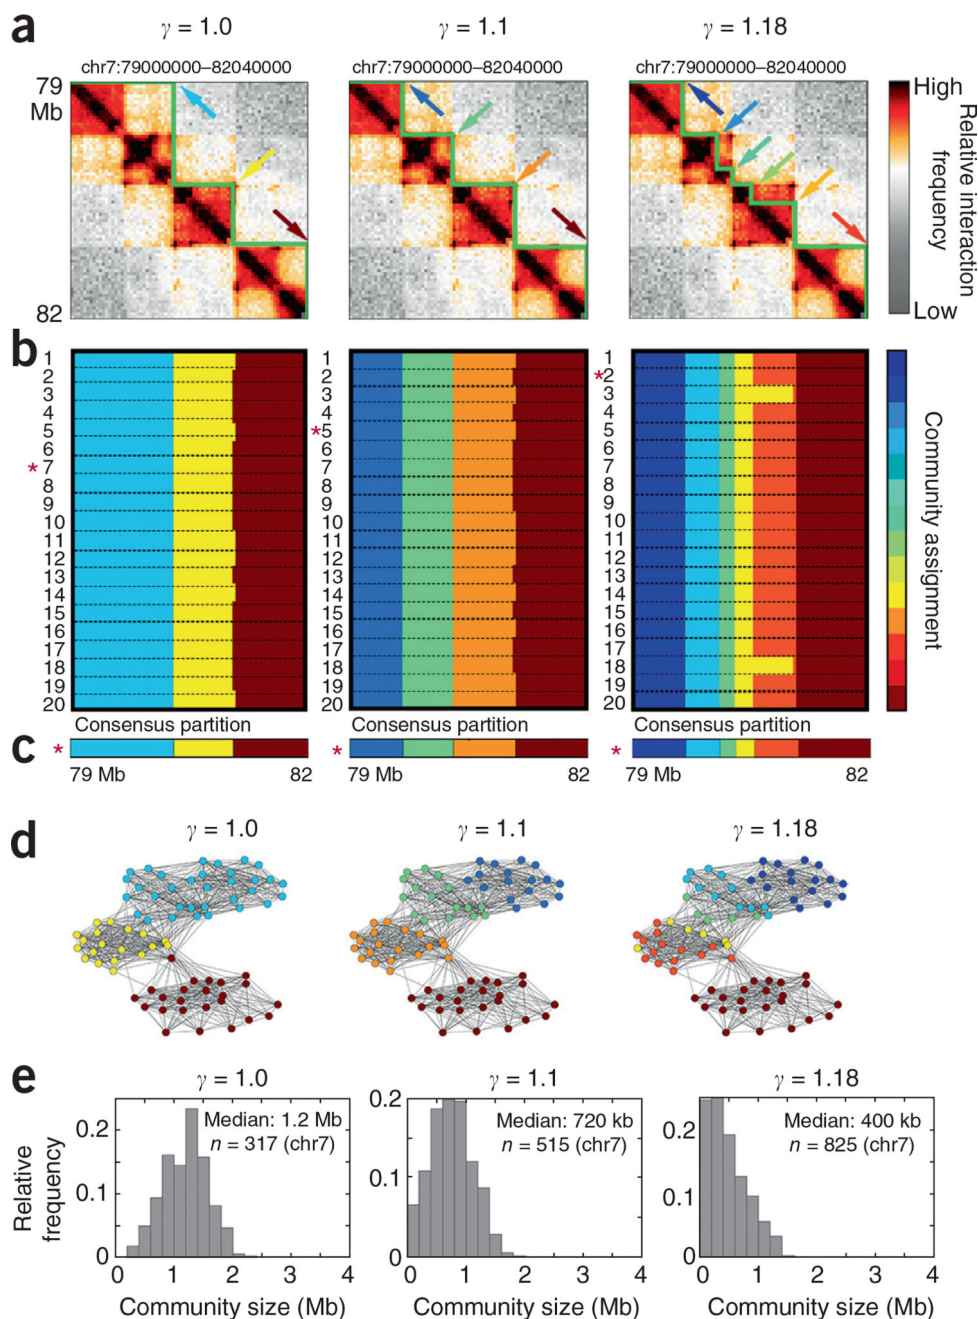 a
γ = 1.0
γ = 1.1
γ = 1.18
chr7:79000000–82040000
chr7:79000000–82040000
chr7:79000000–82040000
79
Mb
82
High
Low
Relative interaction
frequency
b
1
2
3
4
5
6
* 7
8
9
10
11
12
13
14
15
16
17
18
19
20
1
2
3
4
* 5
6
7
8
9
10
11
12
13
14
15
16
17
18
19
20
1
* 2
3
4
5
6
7
8
9
10
11
12
13
14
15
16
17
18
19
20
Community assignment
c
Consensus partition
*
79 Mb 82
Consensus partition
*
79 Mb 82
Consensus partition
*
79 Mb 82
d
γ = 1.0
γ = 1.1
γ = 1.18
e
γ = 1.0
Median: 1.2 Mb
n = 317 (chr7)
Relative
frequency
0.2
0.1
0
0 1 2 3 4
Community size (Mb)
γ = 1.1
Median: 720 kb
n = 515 (chr7)
0.2
0.1
0
0 1 2 3 4
Community size (Mb)
γ = 1.18
Median: 400 kb
n = 825 (chr7)
0.2
0.1
0
0 1 2 3 4
Community size (Mb)